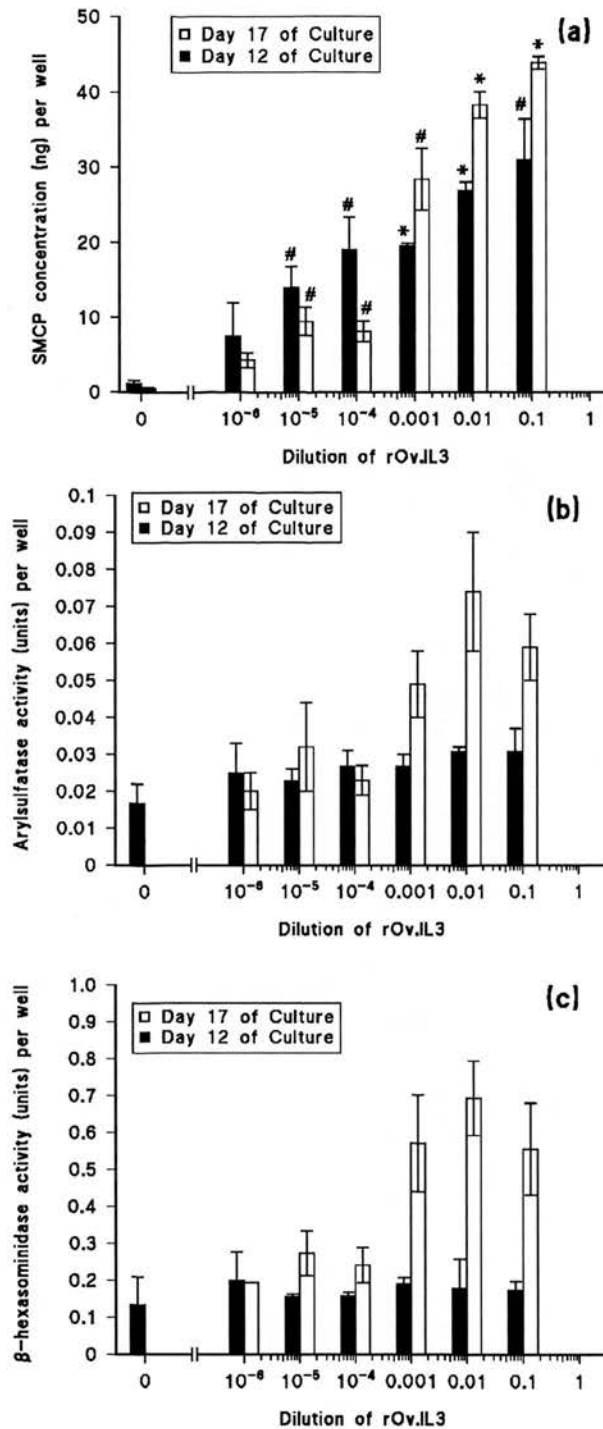 (a)
□ Day 17 of Culture
■ Day 12 of Culture
SMCP concentration (ng) per well
50
40
30
20
10
0
# # # # * # * * # *
0 10⁻⁶ 10⁻⁵ 10⁻⁴ 0.001 0.01 0.1 1
Dilution of rOv.IL3
(b)
□ Day 17 of Culture
■ Day 12 of Culture
Arylsulfatase activity (units) per well
0.1
0.09
0.08
0.07
0.06
0.05
0.04
0.03
0.02
0.01
0
0 10⁻⁶ 10⁻⁵ 10⁻⁴ 0.001 0.01 0.1 1
Dilution of rOv.IL3
(c)
□ Day 17 of Culture
■ Day 12 of Culture
β-hexasominidase activity (units) per well
1.0
0.9
0.8
0.7
0.6
0.5
0.4
0.3
0.2
0.1
0
0 10⁻⁶ 10⁻⁵ 10⁻⁴ 0.001 0.01 0.1 1
Dilution of rOv.IL3